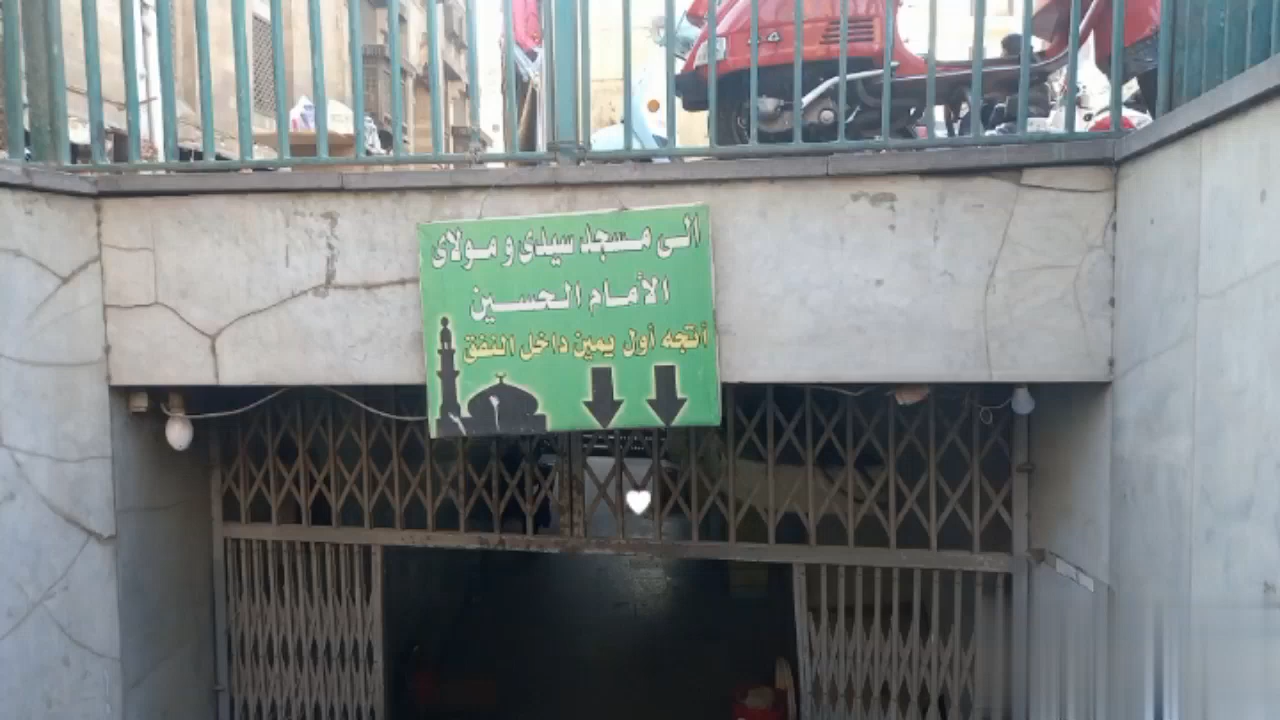 الى مسجد سيدى و مولاى
الأمام الحسين
أتجه أول يمين داخل النفق